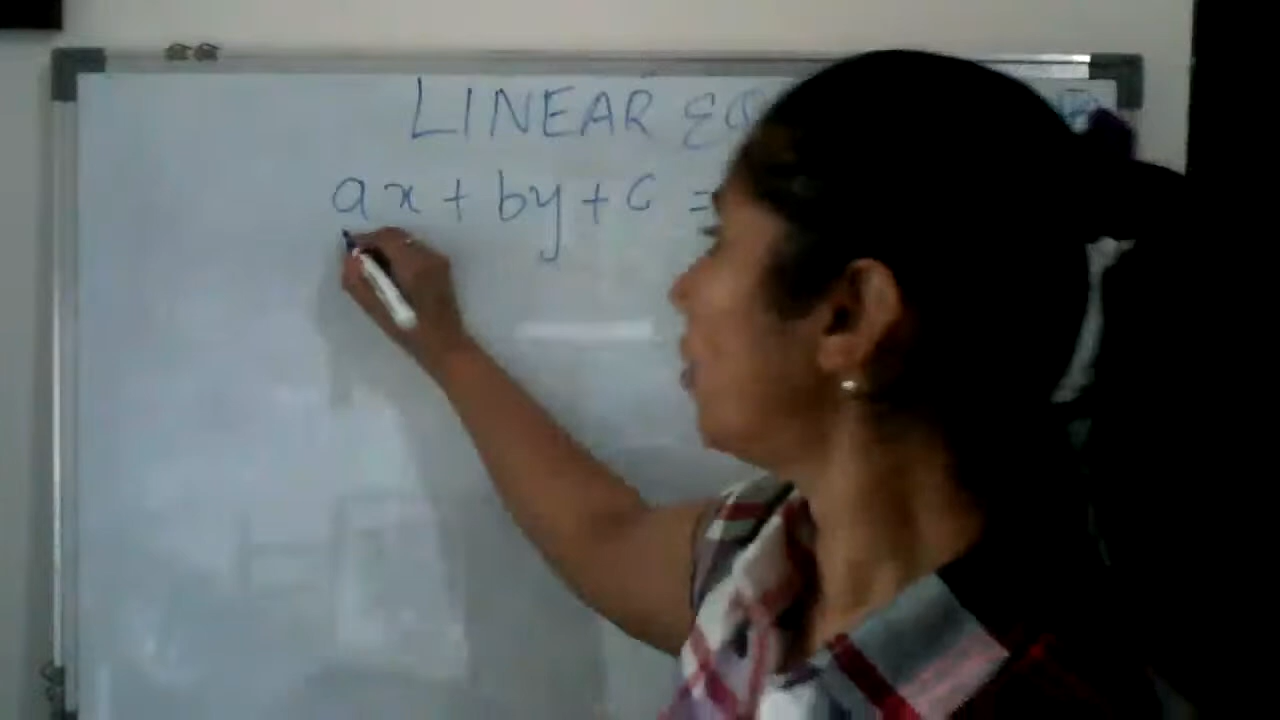 LINEAR EQ
ax + by + c =